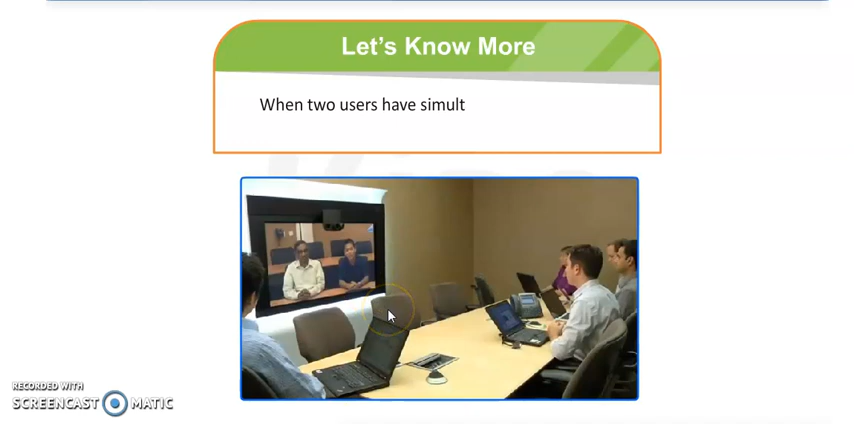 Let's Know More
When two users have simult
RECORDED WITH
SCREENCAST MATIC